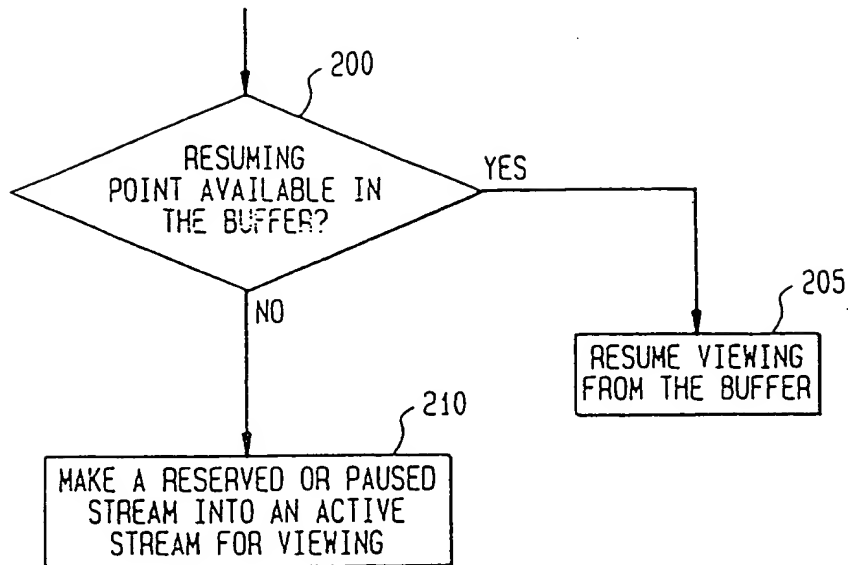 200
RESUMING
POINT AVAILABLE IN
THE BUFFER?
YES
NO
205
RESUME VIEWING
FROM THE BUFFER
210
MAKE A RESERVED OR PAUSED
STREAM INTO AN ACTIVE
STREAM FOR VIEWING